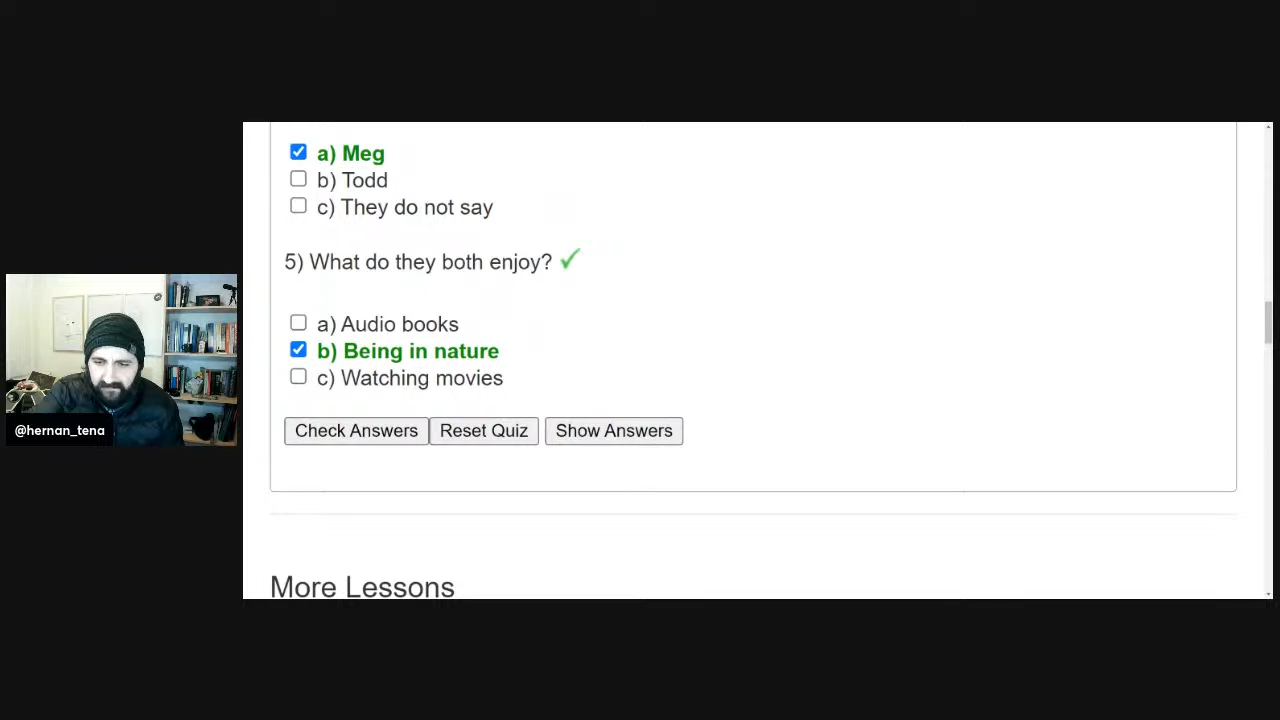 a) Meg
b) Todd
c) They do not say
5) What do they both enjoy?
a) Audio books
b) Being in nature
c) Watching movies
Check Answers Reset Quiz Show Answers
@hernan_tena
More Lessons